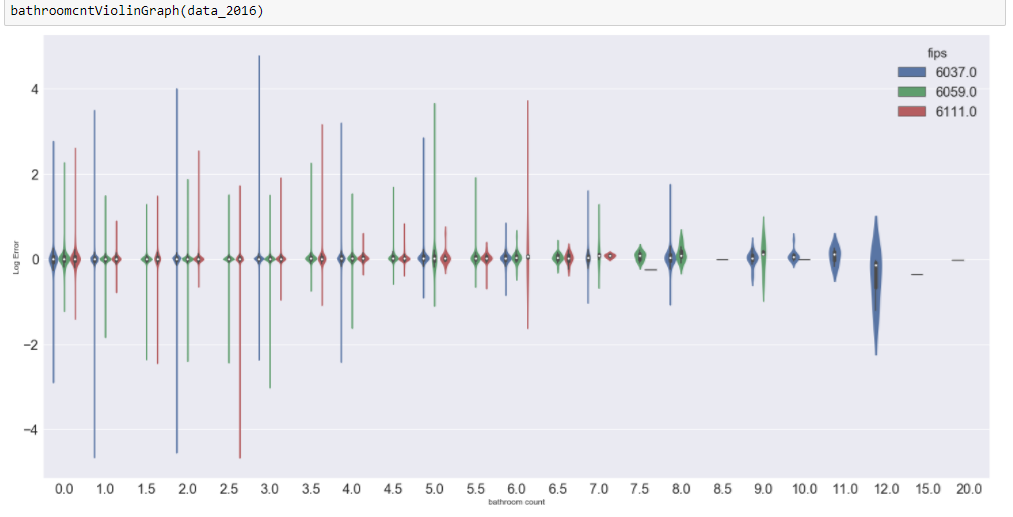 bathroomcntViolinGraph(data_2016)
fips
6037.0
6059.0
6111.0
4
2
0
−2
−4
Log Error
0.0 1.0 1.5 2.0 2.5 3.0 3.5 4.0 4.5 5.0 5.5 6.0 6.5 7.0 7.5 8.0 8.5 9.0 10.0 11.0 12.0 15.0 20.0
bathroom count